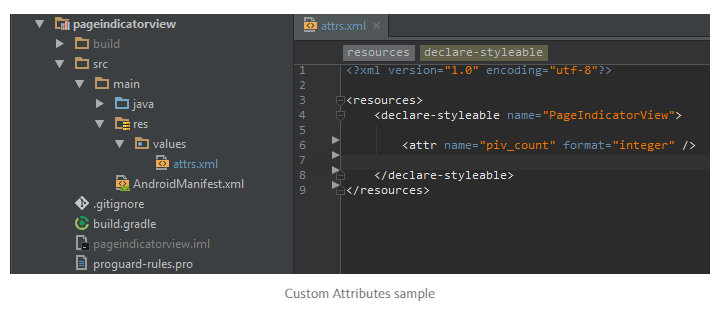 pageindicatorview
build
src
main
java
res
values
attrs.xml
AndroidManifest.xml
.gitignore
build.gradle
pageindicatorview.iml
proguard-rules.pro
attrs.xml ×
resources declare-styleable
1 <?xml version="1.0" encoding="utf-8"?>
2
3 <resources>
4 <declare-styleable name="PageIndicatorView">
5
6 <attr name="piv_count" format="integer" />
7
8 </declare-styleable>
9 </resources>
Custom Attributes sample